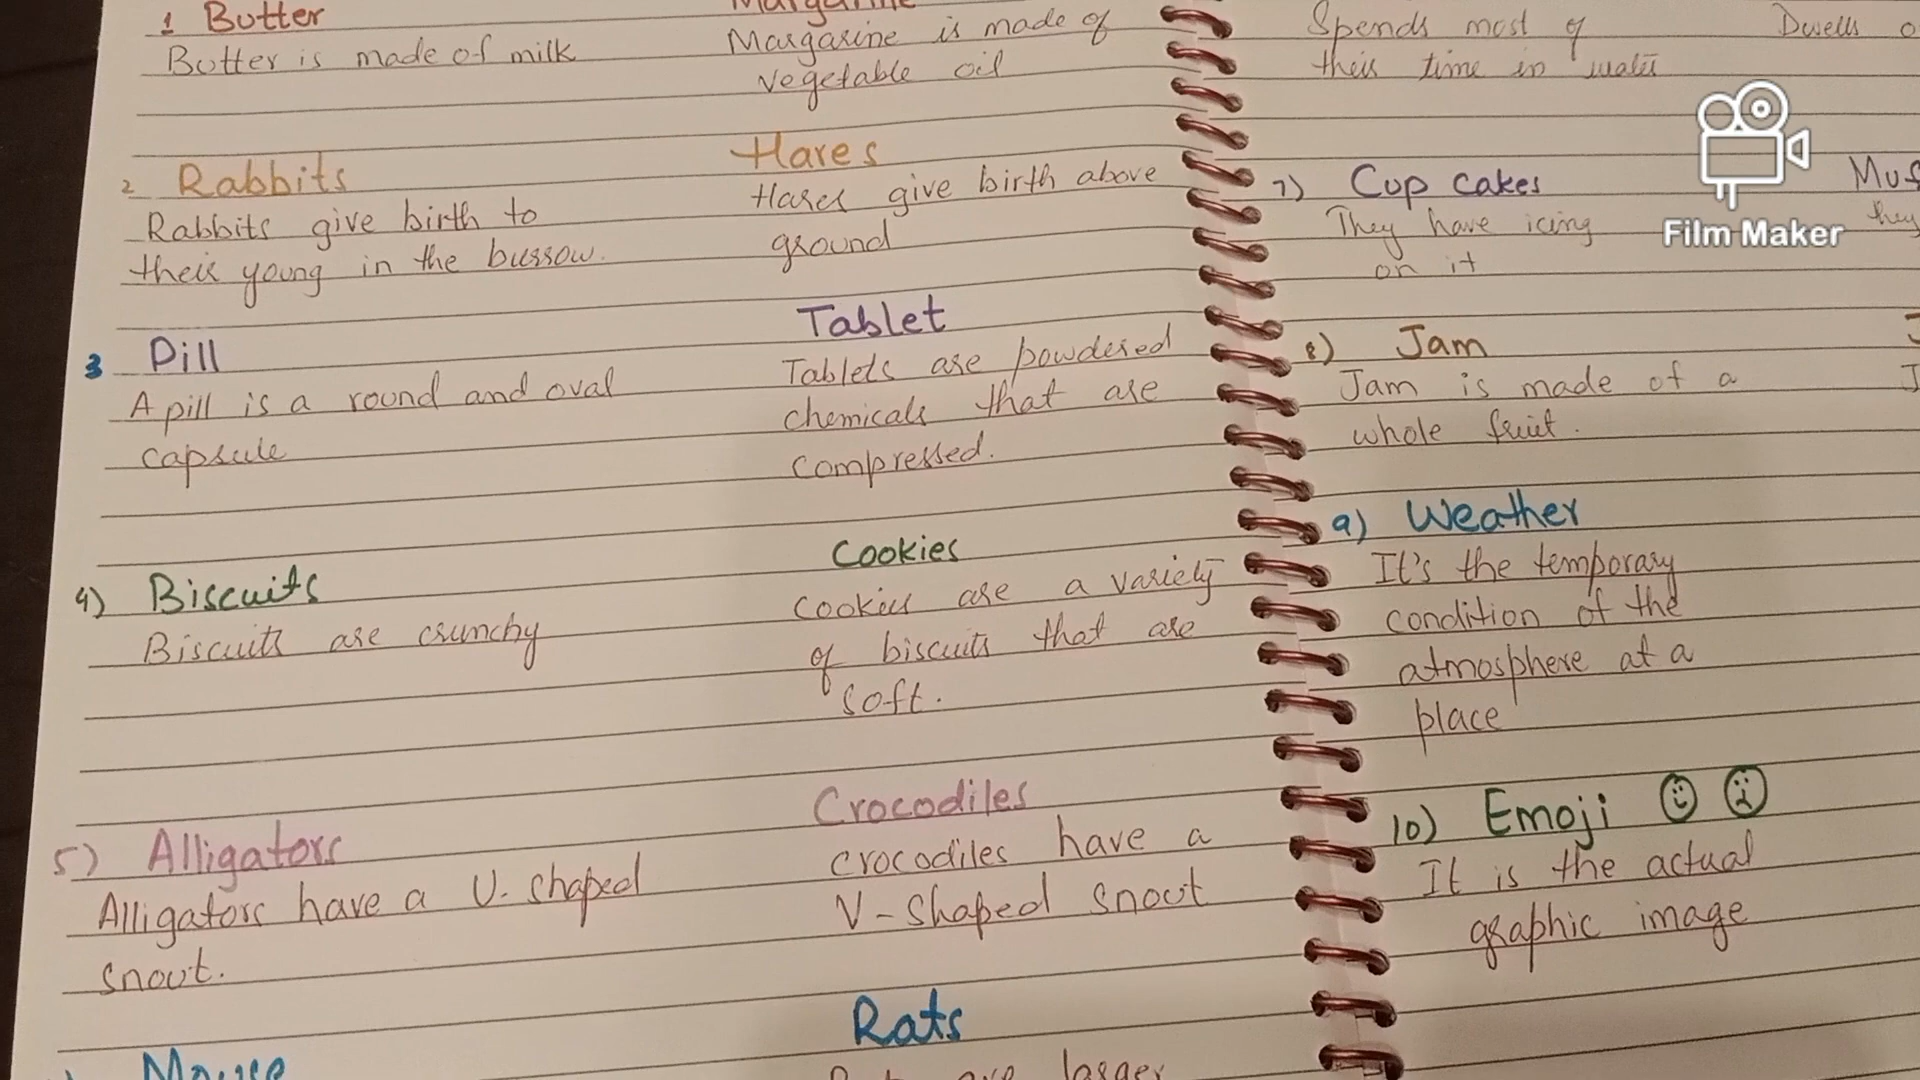 1 Butter
Butter is made of milk
Margarine
Margarine is made of
vegetable oil
2 Rabbits
Rabbits give birth to
their young in the burrow.
Hares
Hares give birth above
ground
3 Pill
A pill is a round and oval
capsule
Tablet
Tablets are powdered
chemicals that are
compressed.
4) Biscuits
Biscuits are crunchy
Cookies
Cookies are a variety
of biscuits that are
soft.
5) Alligators
Alligators have a U-shaped
snout.
Crocodiles
Crocodiles have a
V-shaped snout
Mouse
Rats
Rats are larger
Spends most of
their time in water
Dwells
7) Cup cakes
They have icing
on it
they
8) Jam
Jam is made of a
whole fruit.
9) Weather
It's the temporary
condition of the
atmosphere at a
place
10) Emoji
It is the actual
graphic image
Film Maker